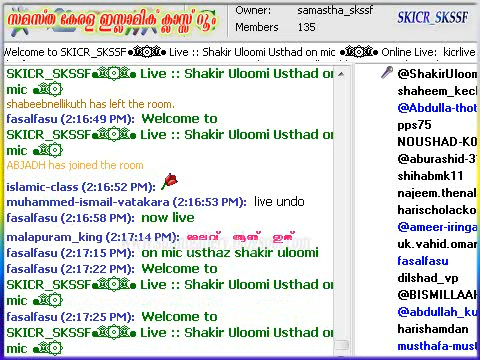 സമസ്ത കേരള ഇസ്ലാമിക് ക്ലാസ്സ് റൂം
Owner: samastha_skssf
Members 135
SKICR_SKSSF
Welcome to SKICR_SKSSF Live :: Shakir Uloomi Usthad on mic Online Live: kicrlive
SKICR_SKSSF Live :: Shakir Uloomi Usthad on
mic
shabeebnellikuth has left the room.
fasalfasu (2:16:49 PM): Welcome to
SKICR_SKSSF Live :: Shakir Uloomi Usthad on
mic
ABJADH has joined the room
islamic-class (2:16:52 PM):
muhammed-ismail-vatakara (2:16:53 PM): live undo
fasalfasu (2:16:58 PM): now live
malapuram_king (2:17:14 PM):
fasalfasu (2:17:15 PM): on mic usthaz shakir uloomi
fasalfasu (2:17:22 PM): Welcome to
SKICR_SKSSF Live :: Shakir Uloomi Usthad on
mic
fasalfasu (2:17:25 PM): Welcome to
SKICR_SKSSF Live :: Shakir Uloomi Usthad on
mic
@ShakirUloom
shaheem_kecl
@Abdulla-thot
pps75
NOUSHAD-K0
@aburashid-3
shihabmk11
najeem.thenal
harischolacko
@ameer-iringa
uk.vahid.omar
fasalfasu
dilshad_vp
@BISMILLAAH
@abdullah_ku
harishamdan
musthafa-must